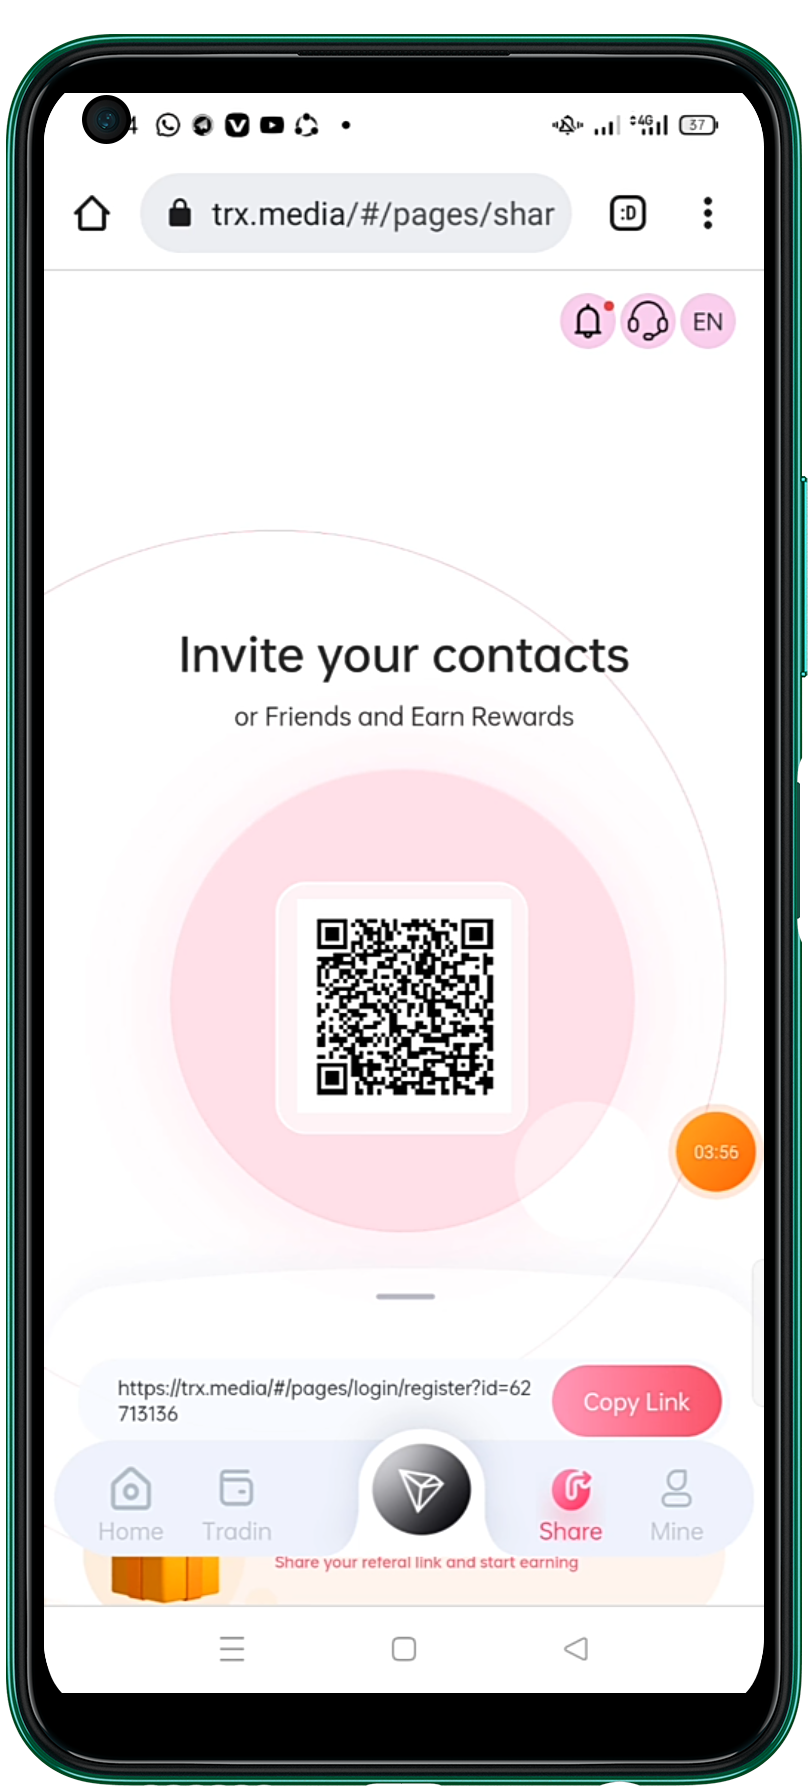 4
4G
37
trx.media/#/pages/shar
:D
EN
Invite your contacts
or Friends and Earn Rewards
03:56
https://trx.media/#/pages/login/register?id=62
713136
Copy Link
Home
Tradin
Share
Mine
Share your referal link and start earning